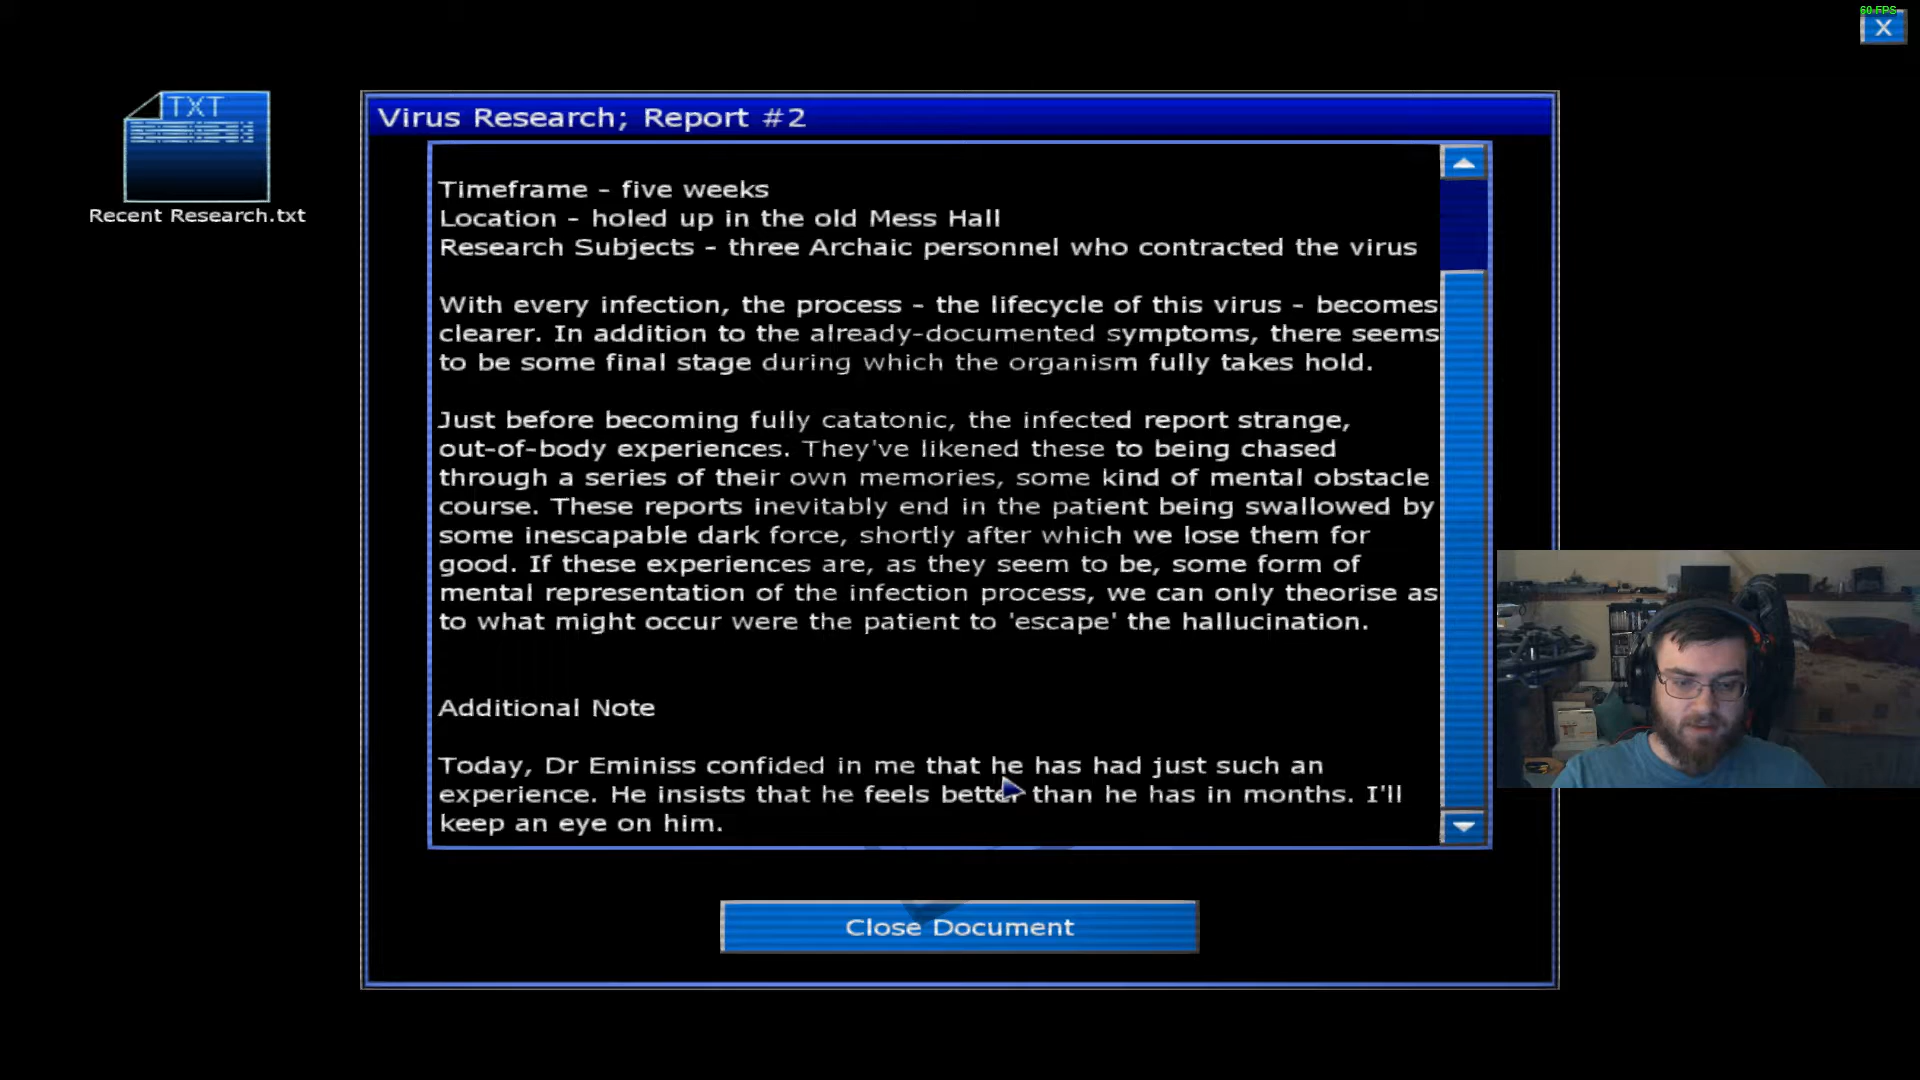 60 FPS
X
TXT
Recent Research.txt
Virus Research; Report #2
Timeframe - five weeks
Location - holed up in the old Mess Hall
Research Subjects - three Archaic personnel who contracted the virus
With every infection, the process - the lifecycle of this virus - becomes
clearer. In addition to the already-documented symptoms, there seems
to be some final stage during which the organism fully takes hold.
Just before becoming fully catatonic, the infected report strange,
out-of-body experiences. They've likened these to being chased
through a series of their own memories, some kind of mental obstacle
course. These reports inevitably end in the patient being swallowed by
some inescapable dark force, shortly after which we lose them for
good. If these experiences are, as they seem to be, some form of
mental representation of the infection process, we can only theorise as
to what might occur were the patient to 'escape' the hallucination.
Additional Note
Today, Dr Eminiss confided in me that he has had just such an
experience. He insists that he feels better than he has in months. I'll
keep an eye on him.
Close Document